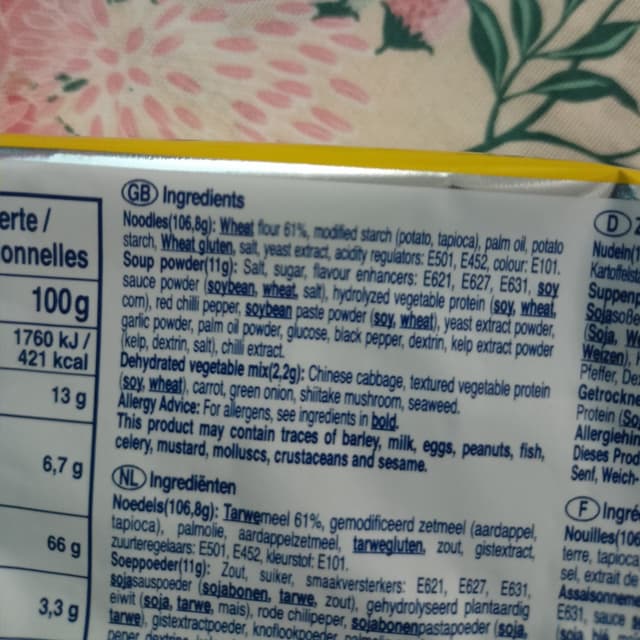 erte /
onnelles
100g
1760 kJ /
421 kcal
13 g
6,7 g
66 g
3,3 g
GB Ingredients
Noodles(106,8g): Wheat flour 61%, modified starch (potato, tapioca), palm oil, potato
starch, Wheat gluten, salt, yeast extract, acidity regulators: E501, E452, colour: E101.
Soup powder(11g): Salt, sugar, flavour enhancers: E621, E627, E631, soy
sauce powder (soybean, wheat, salt), hydrolyzed vegetable protein (soy, wheat,
corn), red chili pepper, soybean paste powder (soy, wheat), yeast extract powder,
garlic powder, palm oil powder, glucose, black pepper, dextrin, kelp extract powder
(kelp, dextrin, salt), chilli extract.
Dehydrated vegetable mix(2,2g): Chinese cabbage, textured vegetable protein
(soy, wheat), carrot, green onion, shiitake mushroom, seaweed.
Allergy Advice: For allergens, see ingredients in bold.
This product may contain traces of barley, milk, eggs, peanuts, fish,
celery, mustard, molluscs, crustaceans and sesame.
NL Ingrediënten
Noedels(106,8g): Tarwemeel 61%, gemodificeerd zetmeel (aardappel,
tapioca), palmolie, aardappelzetmeel, tarwegluten, zout, gistextract,
zuurteregelaars: E501, E452, kleurstof: E101.
Soeppoeder(11g): Zout, suiker, smaakversterkers: E621, E627, E631,
sojasauspoeder (sojabonen, tarwe, zout), gehydrolyseerd plantaardig
eiwit (soja, tarwe, mais), rode chilipeper, sojabonenpastapoeder (soja,
tarwe), gistextractpoeder, knoflookpoeder,
D
Nudeln(1
Kartoffels
Suppen
Sojasoße
(Soja, We
Weizen),
Pfeffer, De
Getrockne
Protein (So
Allergiehin
Dieses Prod
Senf, Weich-
F Ingré
Nouilles(106
terre, tapioca
sel, extrait de
Assaisonneme
E631, sauce